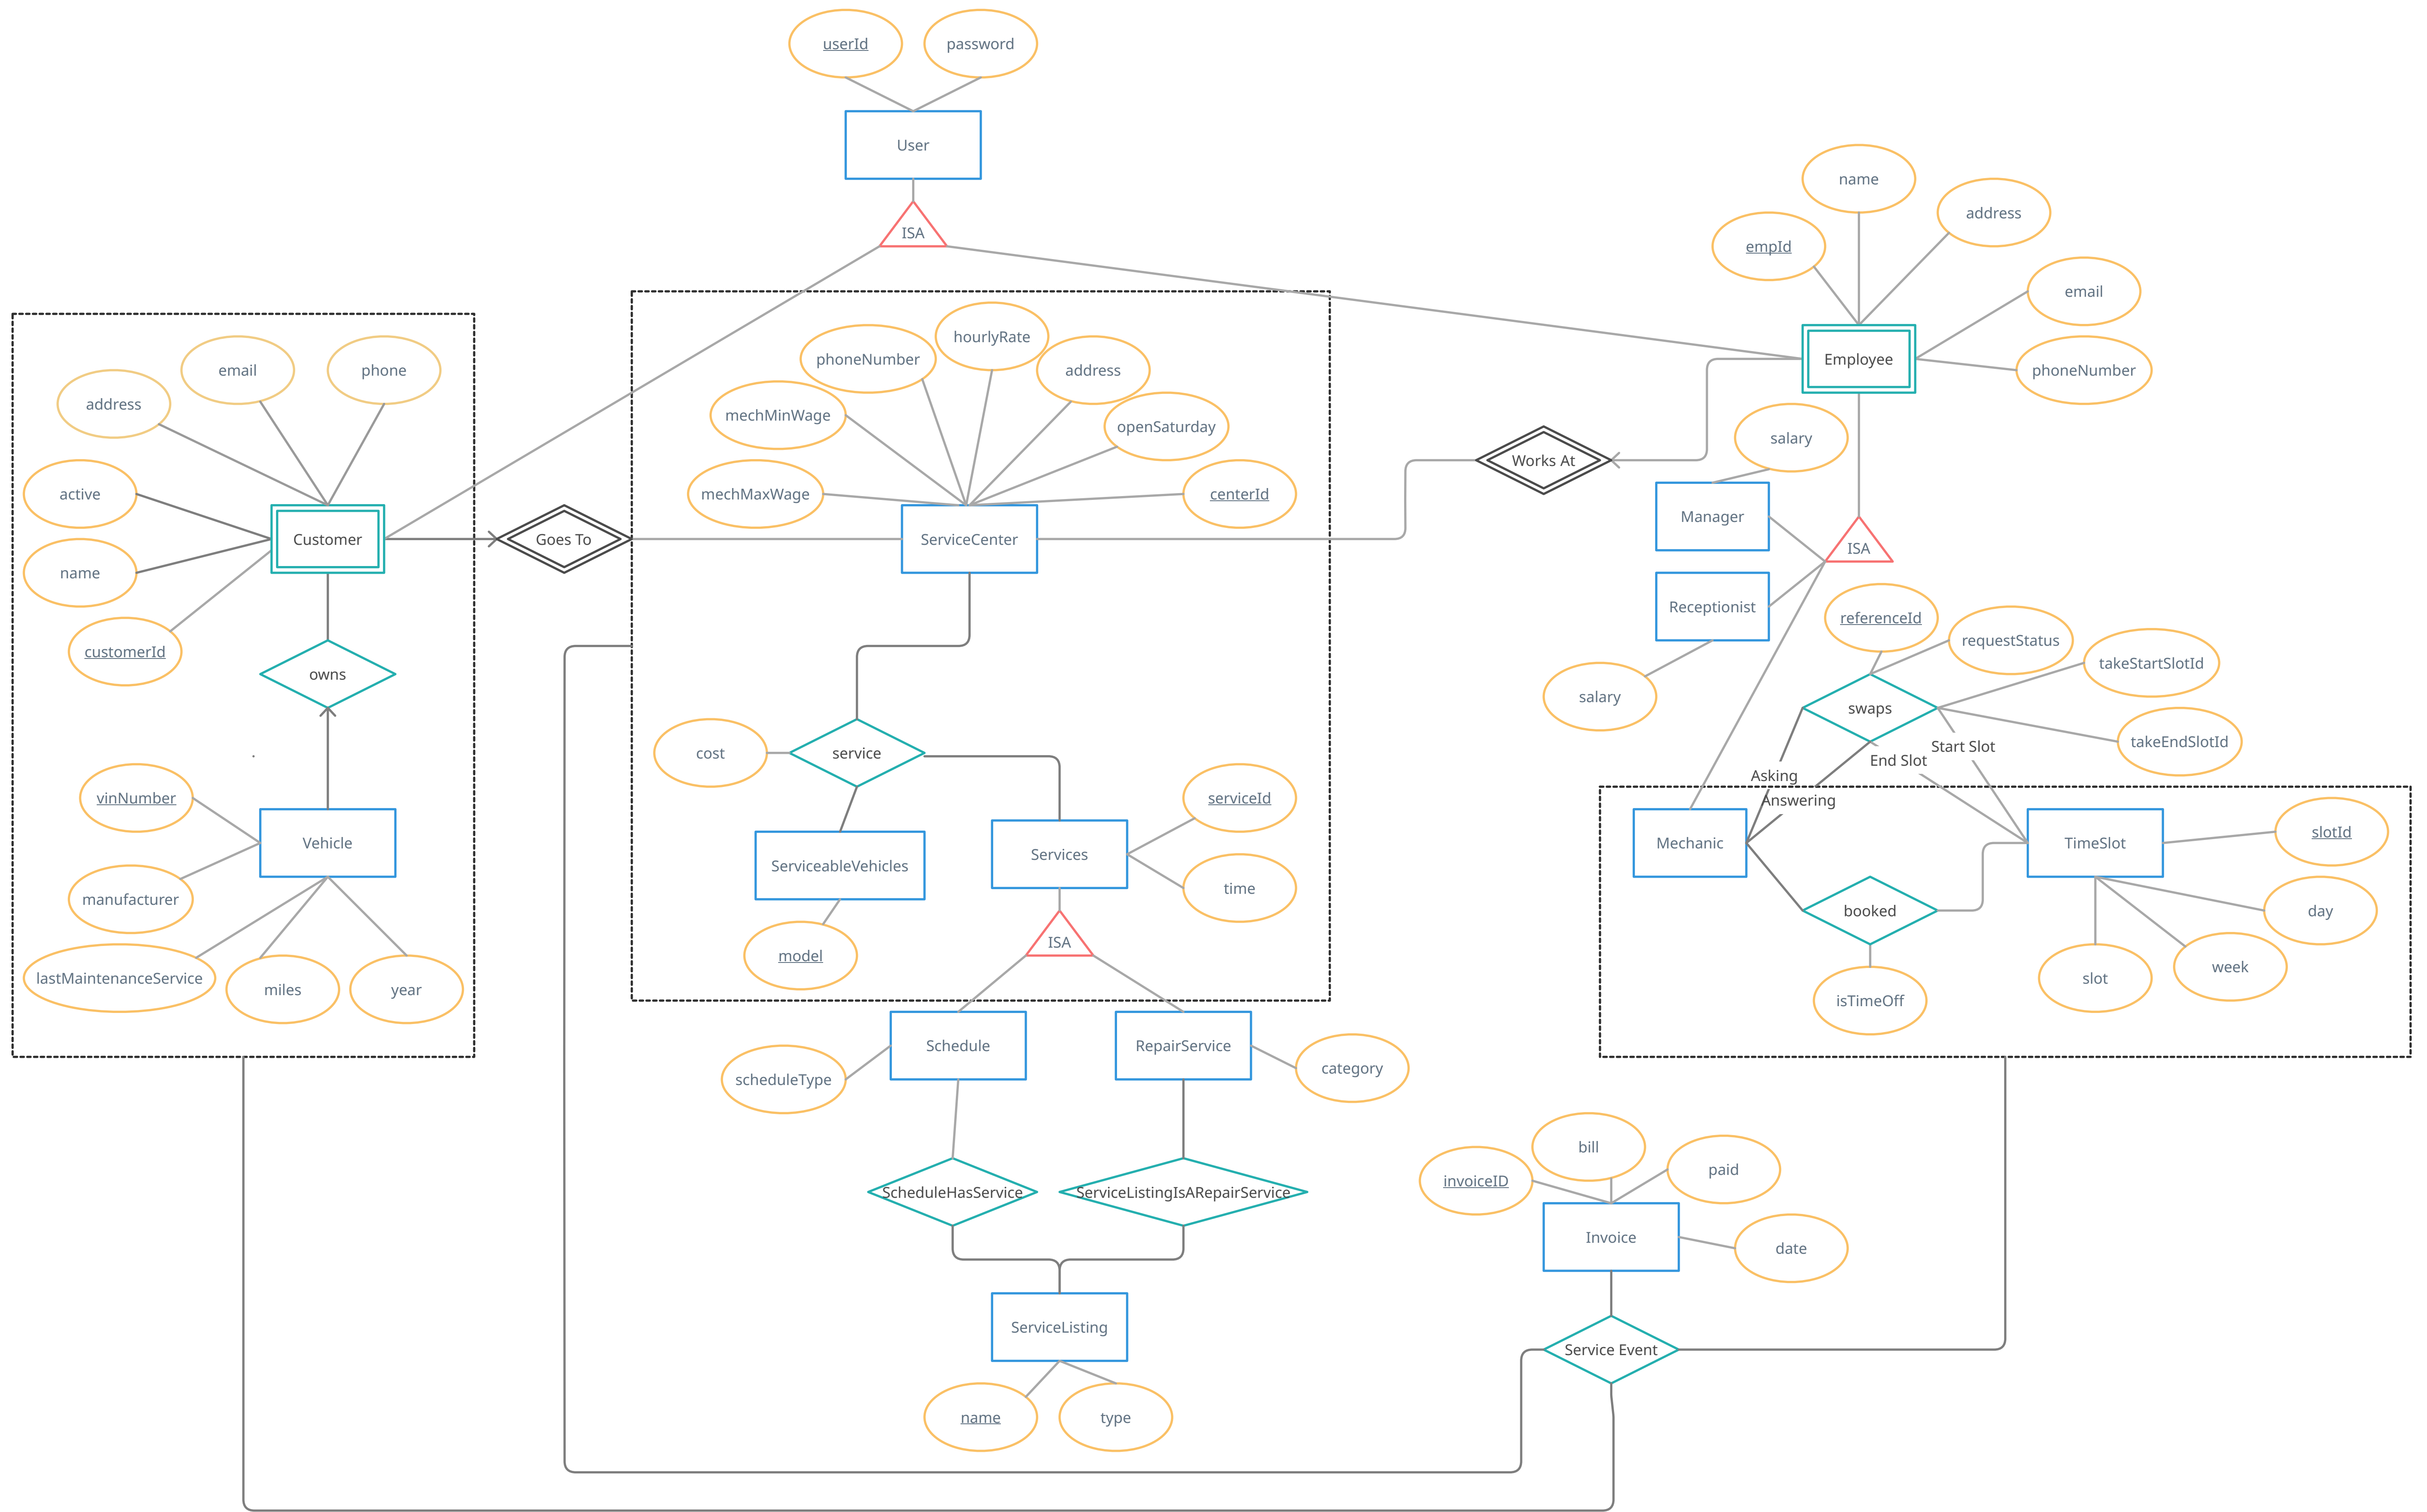 userId
password
User
ISA
name
empId
address
email
Employee
phoneNumber
address
email
phone
active
name
customerId
Customer
Goes To
owns
vinNumber
Vehicle
manufacturer
lastMaintenanceService
miles
year
hourlyRate
phoneNumber
address
mechMinWage
openSaturday
mechMaxWage
centerId
ServiceCenter
Works At
salary
Manager
ISA
Receptionist
salary
referenceId
requestStatus
takeStartSlotId
swaps
takeEndSlotId
Start Slot
End Slot
Asking
Answering
cost
service
serviceId
Services
ServiceableVehicles
time
model
ISA
Mechanic
TimeSlot
slotId
booked
day
week
slot
isTimeOff
Schedule
RepairService
scheduleType
category
ScheduleHasService
ServiceListingIsARepairService
ServiceListing
name
type
bill
paid
invoiceID
Invoice
date
Service Event